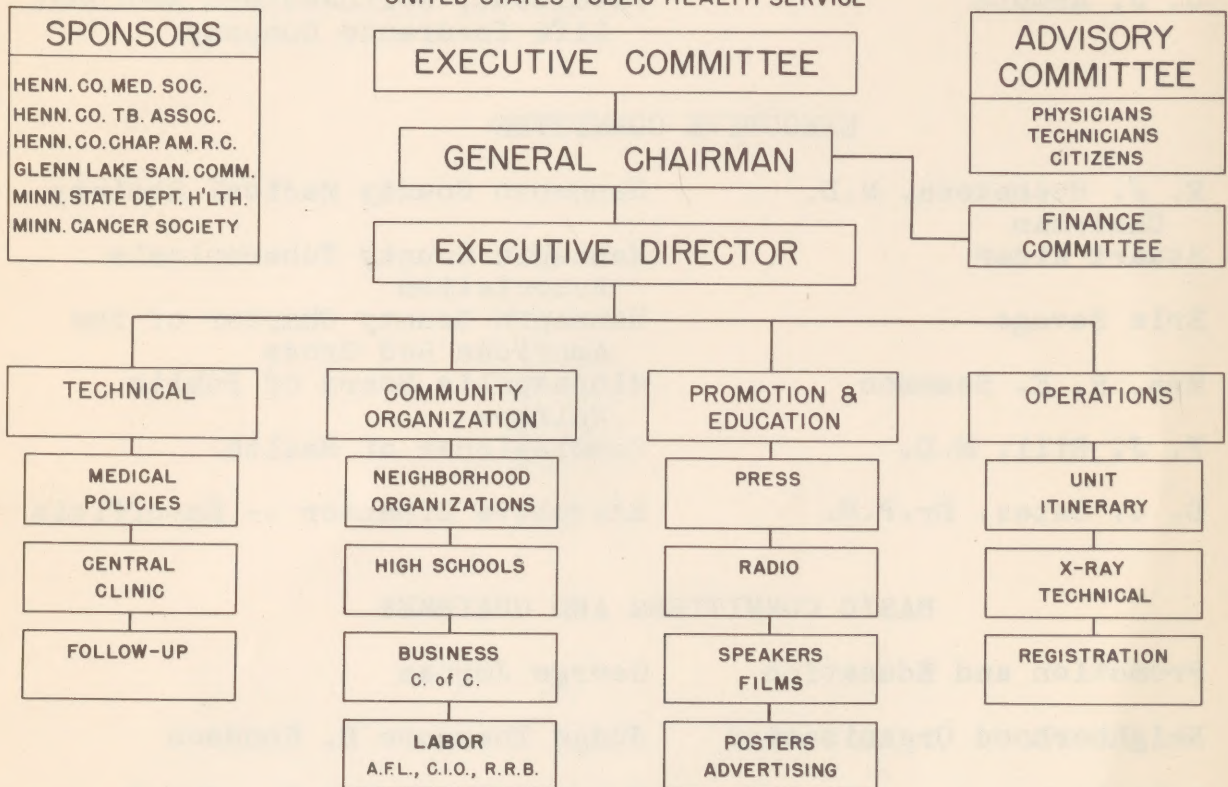 UNITED STATES PUBLIC HEALTH SERVICE
SPONSORS
HENN. CO. MED. SOC.
HENN. CO. TB. ASSOC.
HENN. CO. CHAP. AM. R.C.
GLENN LAKE SAN. COMM.
MINN. STATE DEPT. H'LTH.
MINN. CANCER SOCIETY
EXECUTIVE COMMITTEE
GENERAL CHAIRMAN
EXECUTIVE DIRECTOR
ADVISORY
COMMITTEE
PHYSICIANS
TECHNICIANS
CITIZENS
FINANCE
COMMITTEE
TECHNICAL
MEDICAL
POLICIES
CENTRAL
CLINIC
FOLLOW-UP
COMMUNITY
ORGANIZATION
NEIGHBORHOOD
ORGANIZATIONS
HIGH SCHOOLS
BUSINESS
C. of C.
LABOR
A.F.L., C.I.O., R.R.B.
PROMOTION &
EDUCATION
PRESS
RADIO
SPEAKERS
FILMS
POSTERS
ADVERTISING
OPERATIONS
UNIT
ITINERARY
X-RAY
TECHNICAL
REGISTRATION